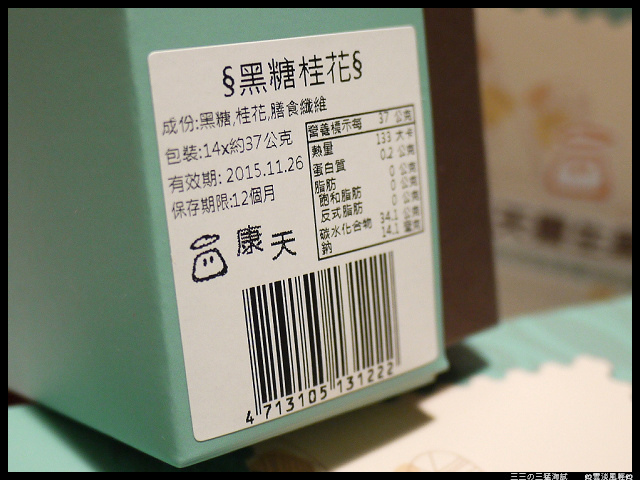 §黑糖桂花§
成份:黑糖,桂花,膳食纖維
包裝:14x約37公克
有效期: 2015.11.26
保存期限:12個月
營養標示每 37 公克
熱量 133 大卡
蛋白質 0.2 公克
脂肪 0 公克
飽和脂肪 0 公克
反式脂肪 0 公克
碳水化合物 34.1 公克
鈉 14.1 毫克
康天
4 713105 131222